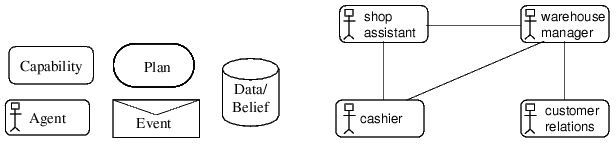 Capability
Plan
Data/
Belief
Agent
Event
shop
assistant
warehouse
manager
cashier
customer
relations